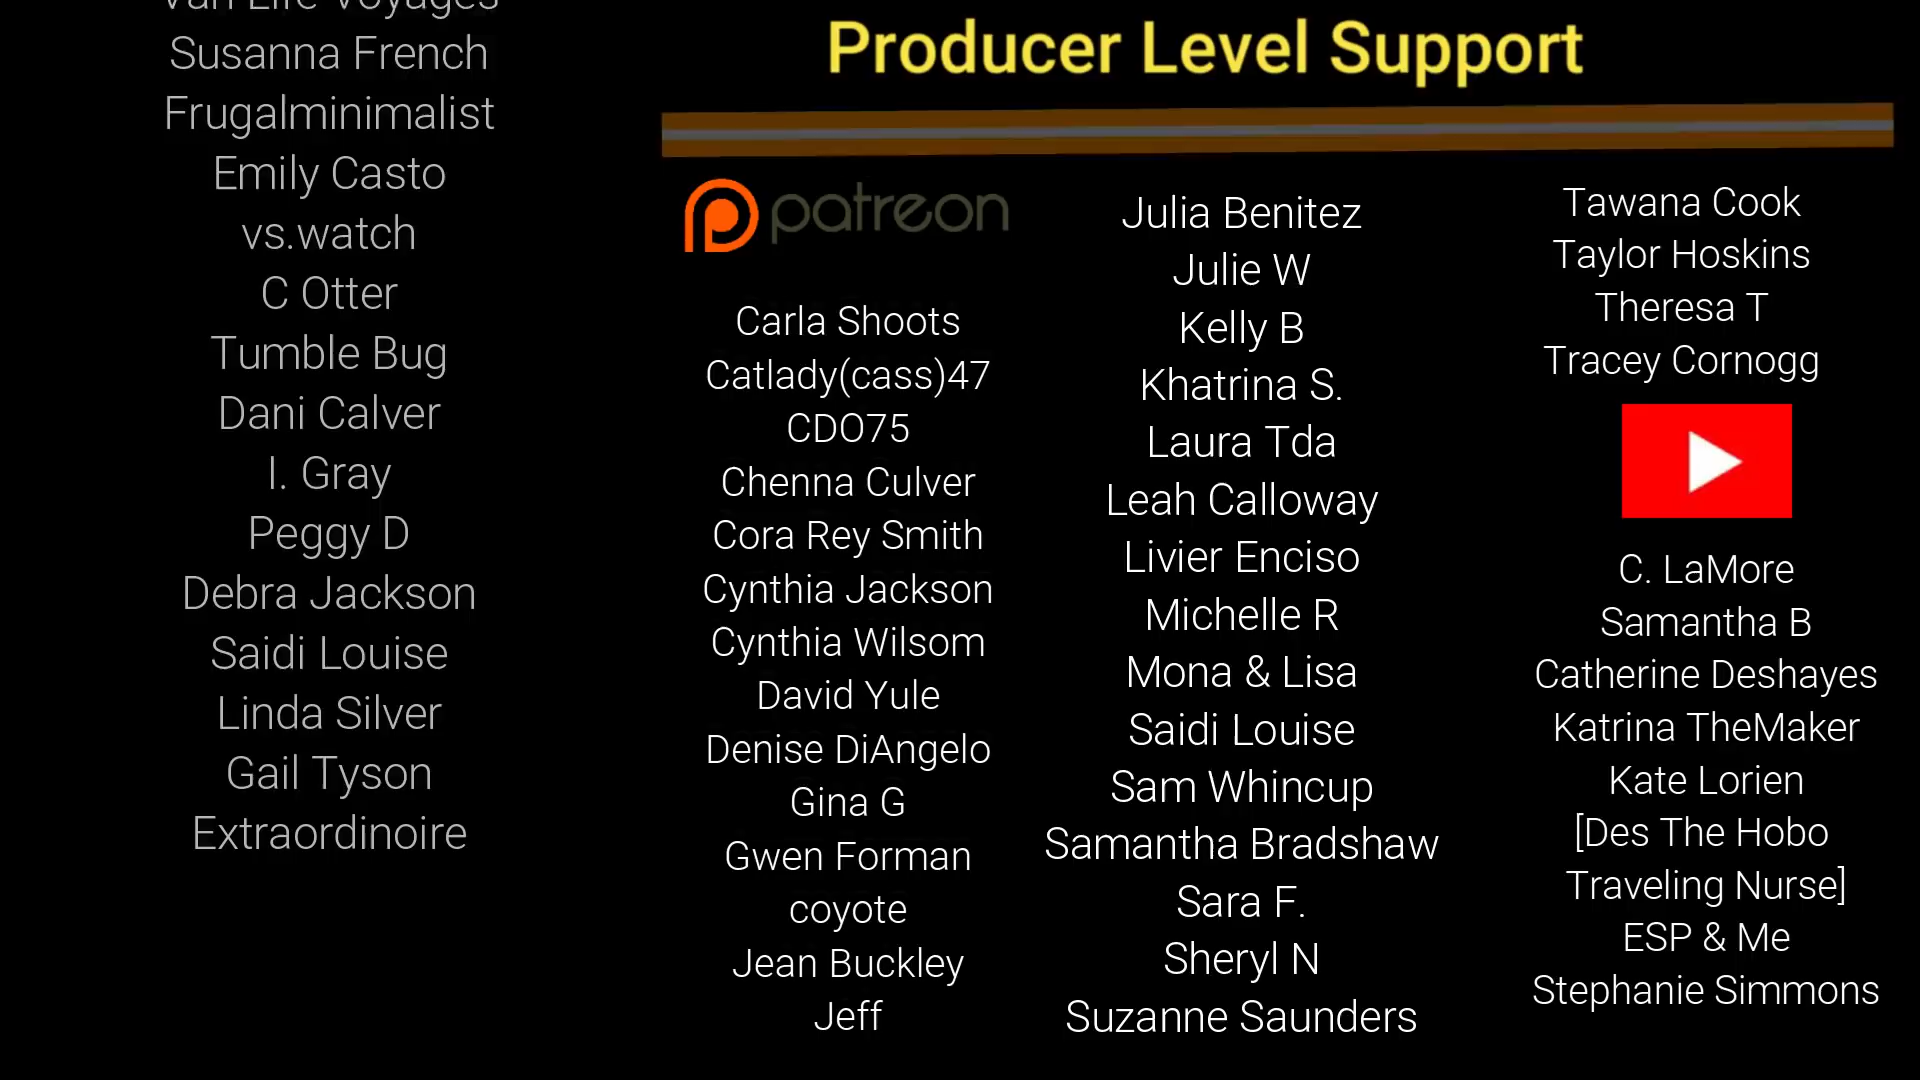 Van Life Voyages
Susanna French
Frugalminimalist
Emily Casto
vs.watch
C Otter
Tumble Bug
Dani Calver
I. Gray
Peggy D
Debra Jackson
Saidi Louise
Linda Silver
Gail Tyson
Extraordinoire
Producer Level Support
patreon
Carla Shoots
Catlady(cass)47
CDO75
Chenna Culver
Cora Rey Smith
Cynthia Jackson
Cynthia Wilsom
David Yule
Denise DiAngelo
Gina G
Gwen Forman
coyote
Jean Buckley
Jeff
Julia Benitez
Julie W
Kelly B
Khatrina S.
Laura Tda
Leah Calloway
Livier Enciso
Michelle R
Mona & Lisa
Saidi Louise
Sam Whincup
Samantha Bradshaw
Sara F.
Sheryl N
Suzanne Saunders
Tawana Cook
Taylor Hoskins
Theresa T
Tracey Cornogg
C. LaMore
Samantha B
Catherine Deshayes
Katrina TheMaker
Kate Lorien
[Des The Hobo
Traveling Nurse]
ESP & Me
Stephanie Simmons